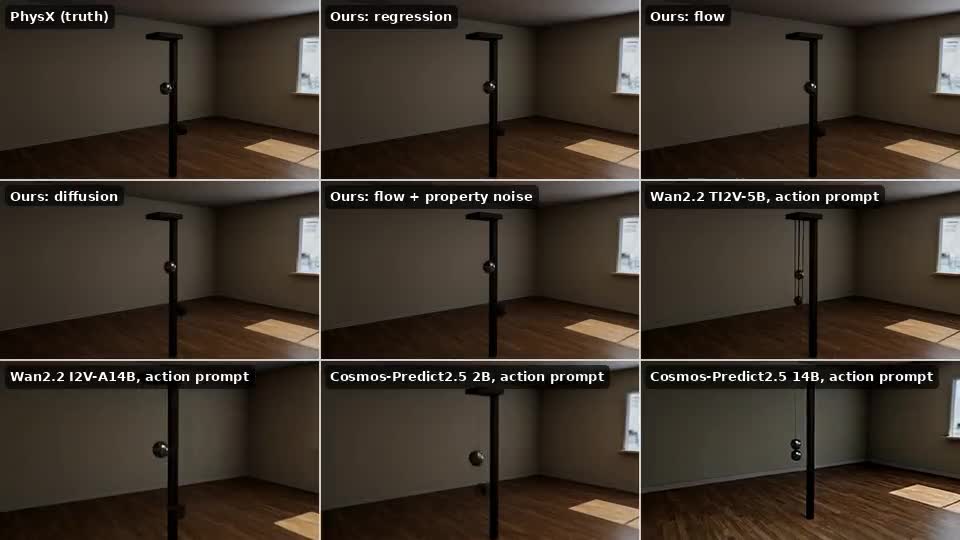 PhysX (truth)
Ours: regression
Ours: flow
Ours: diffusion
Ours: flow + property noise
Wan2.2 TI2V-5B, action prompt
Wan2.2 I2V-A14B, action prompt
Cosmos-Predict2.5 2B, action prompt
Cosmos-Predict2.5 14B, action prompt